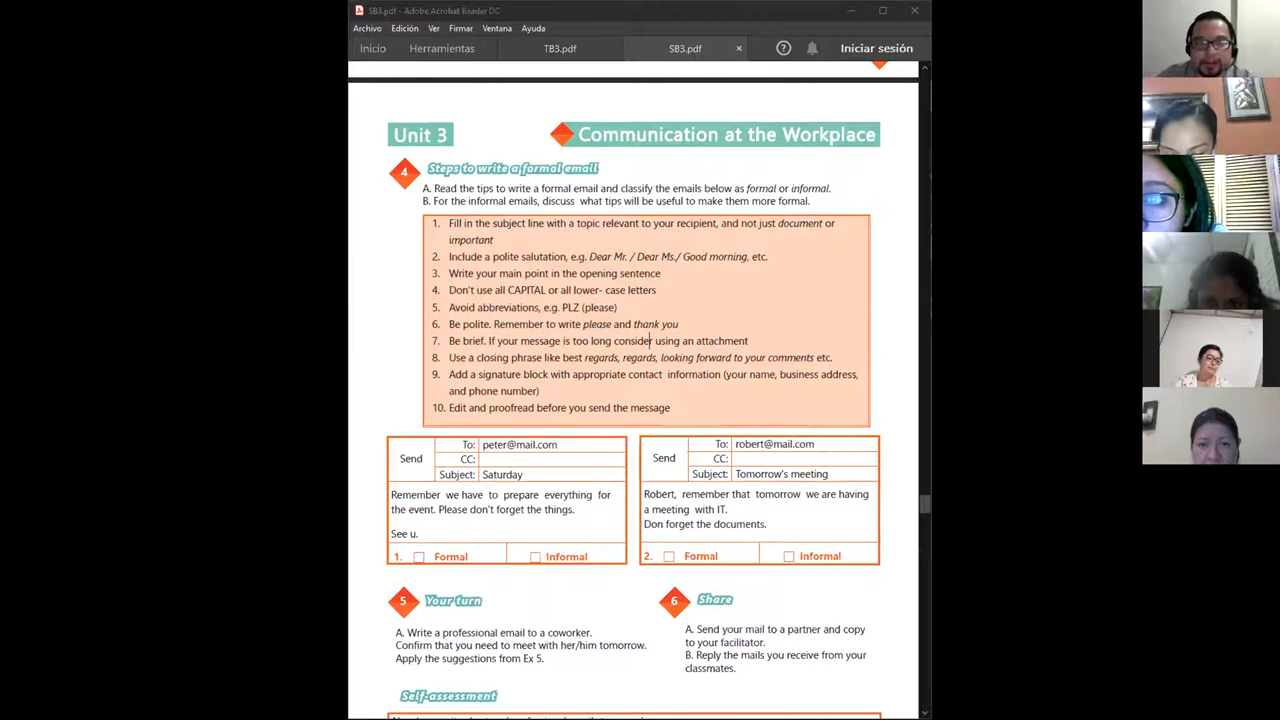 SB3.pdf - Adobe Acrobat Reader DC
Archivo Edición Ver Firmar Ventana Ayuda
Inicio Herramientas TB3.pdf SB3.pdf × ? Iniciar sesión
Unit 3 Communication at the Workplace
4 Steps to write a formal email
A. Read the tips to write a formal email and classify the emails below as formal or informal.
B. For the informal emails, discuss what tips will be useful to make them more formal.
1. Fill in the subject line with a topic relevant to your recipient, and not just document or
important
2. Include a polite salutation, e.g. Dear Mr. / Dear Ms./ Good morning, etc.
3. Write your main point in the opening sentence
4. Don't use all CAPITAL or all lower- case letters
5. Avoid abbreviations, e.g. PLZ (please)
6. Be polite. Remember to write please and thank you
7. Be brief. If your message is too long consider using an attachment
8. Use a closing phrase like best regards, regards, looking forward to your comments etc.
9. Add a signature block with appropriate contact information (your name, business address,
and phone number)
10. Edit and proofread before you send the message
Send
To: peter@mail.com
CC:
Subject: Saturday
Remember we have to prepare everything for
the event. Please don't forget the things.
See u.
1. Formal Informal
Send
To: robert@mail.com
CC:
Subject: Tomorrow's meeting
Robert, remember that tomorrow we are having
a meeting with IT.
Don forget the documents.
2. Formal Informal
5 Your turn
A. Write a professional email to a coworker.
Confirm that you need to meet with her/him tomorrow.
Apply the suggestions from Ex 5.
6 Share
A. Send your mail to a partner and copy
to your facilitator.
B. Reply the mails you receive from your
classmates.
Self-assessment